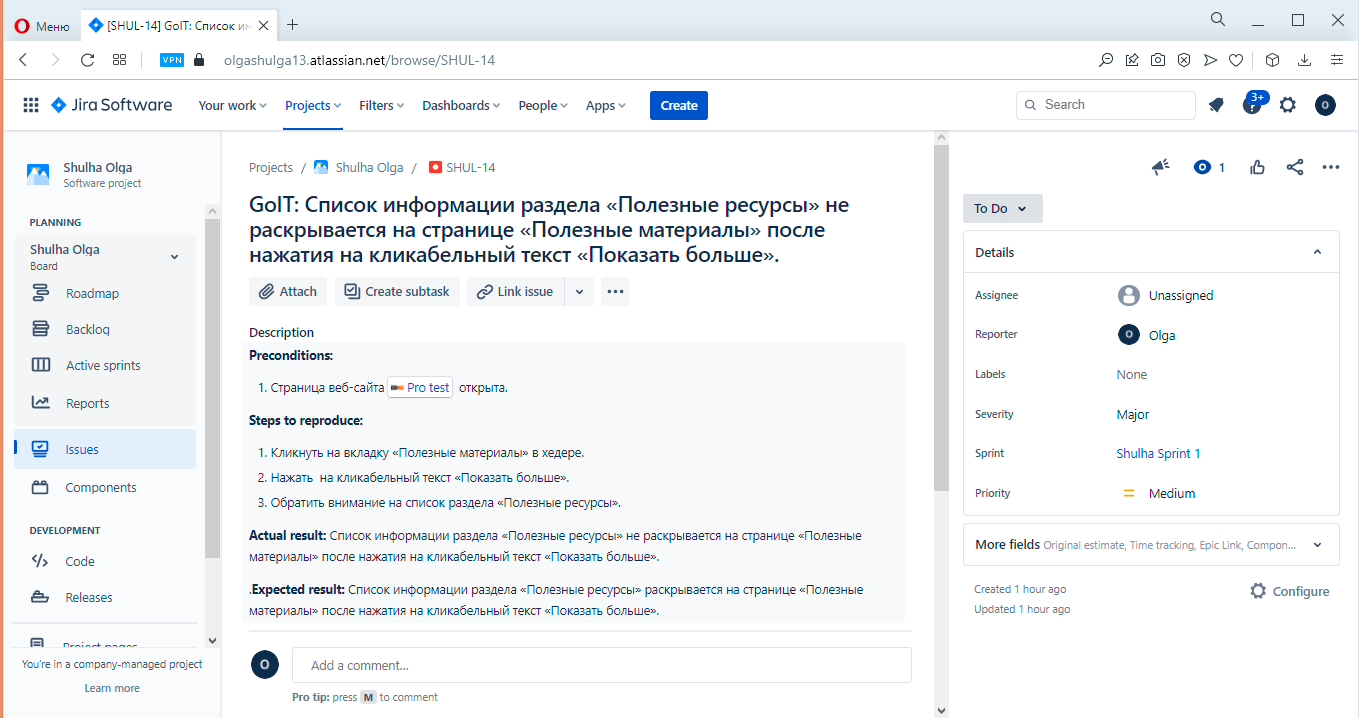 Меню
[SHUL-14] GoIT: Список ин
VPN
olgashulga13.atlassian.net/browse/SHUL-14
Jira Software
Your work
Projects
Filters
Dashboards
People
Apps
Create
Search
3+
O
Shulha Olga
Software project
PLANNING
Shulha Olga
Board
Roadmap
Backlog
Active sprints
Reports
Issues
Components
DEVELOPMENT
Code
Releases
Project pages
You're in a company-managed project
Learn more
Projects / Shulha Olga / SHUL-14
GoIT: Список информации раздела «Полезные ресурсы» не
раскрывается на странице «Полезные материалы» после
нажатия на кликабельный текст «Показать больше».
Attach
Create subtask
Link issue
Description
Preconditions:
1. Страница веб-сайта Pro test открыта.
Steps to reproduce:
1. Кликнуть на вкладку «Полезные материалы» в хедере.
2. Нажать на кликабельный текст «Показать больше».
3. Обратить внимание на список раздела «Полезные ресурсы».
Actual result: Список информации раздела «Полезные ресурсы» не раскрывается на странице «Полезные
материалы» после нажатия на кликабельный текст «Показать больше».
.Expected result: Список информации раздела «Полезные ресурсы» раскрывается на странице «Полезные
материалы» после нажатия на кликабельный текст «Показать больше».
O
Add a comment...
Pro tip: press M to comment
1
To Do
Details
Assignee
Unassigned
Reporter
O Olga
Labels
None
Severity
Major
Sprint
Shulha Sprint 1
Priority
Medium
More fields Original estimate, Time tracking, Epic Link, Compon...
Created 1 hour ago
Updated 1 hour ago
Configure